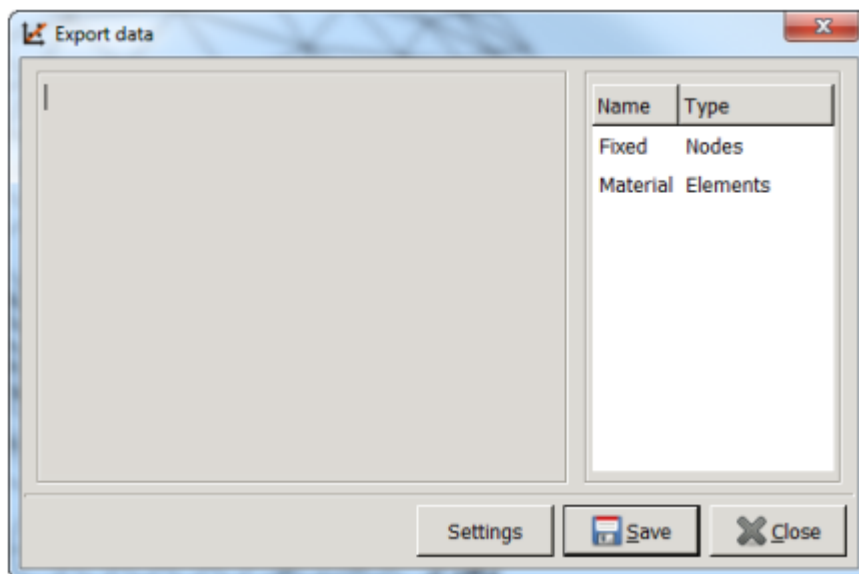 Export data
Name Type
Fixed Nodes
Material Elements
Settings Save Close